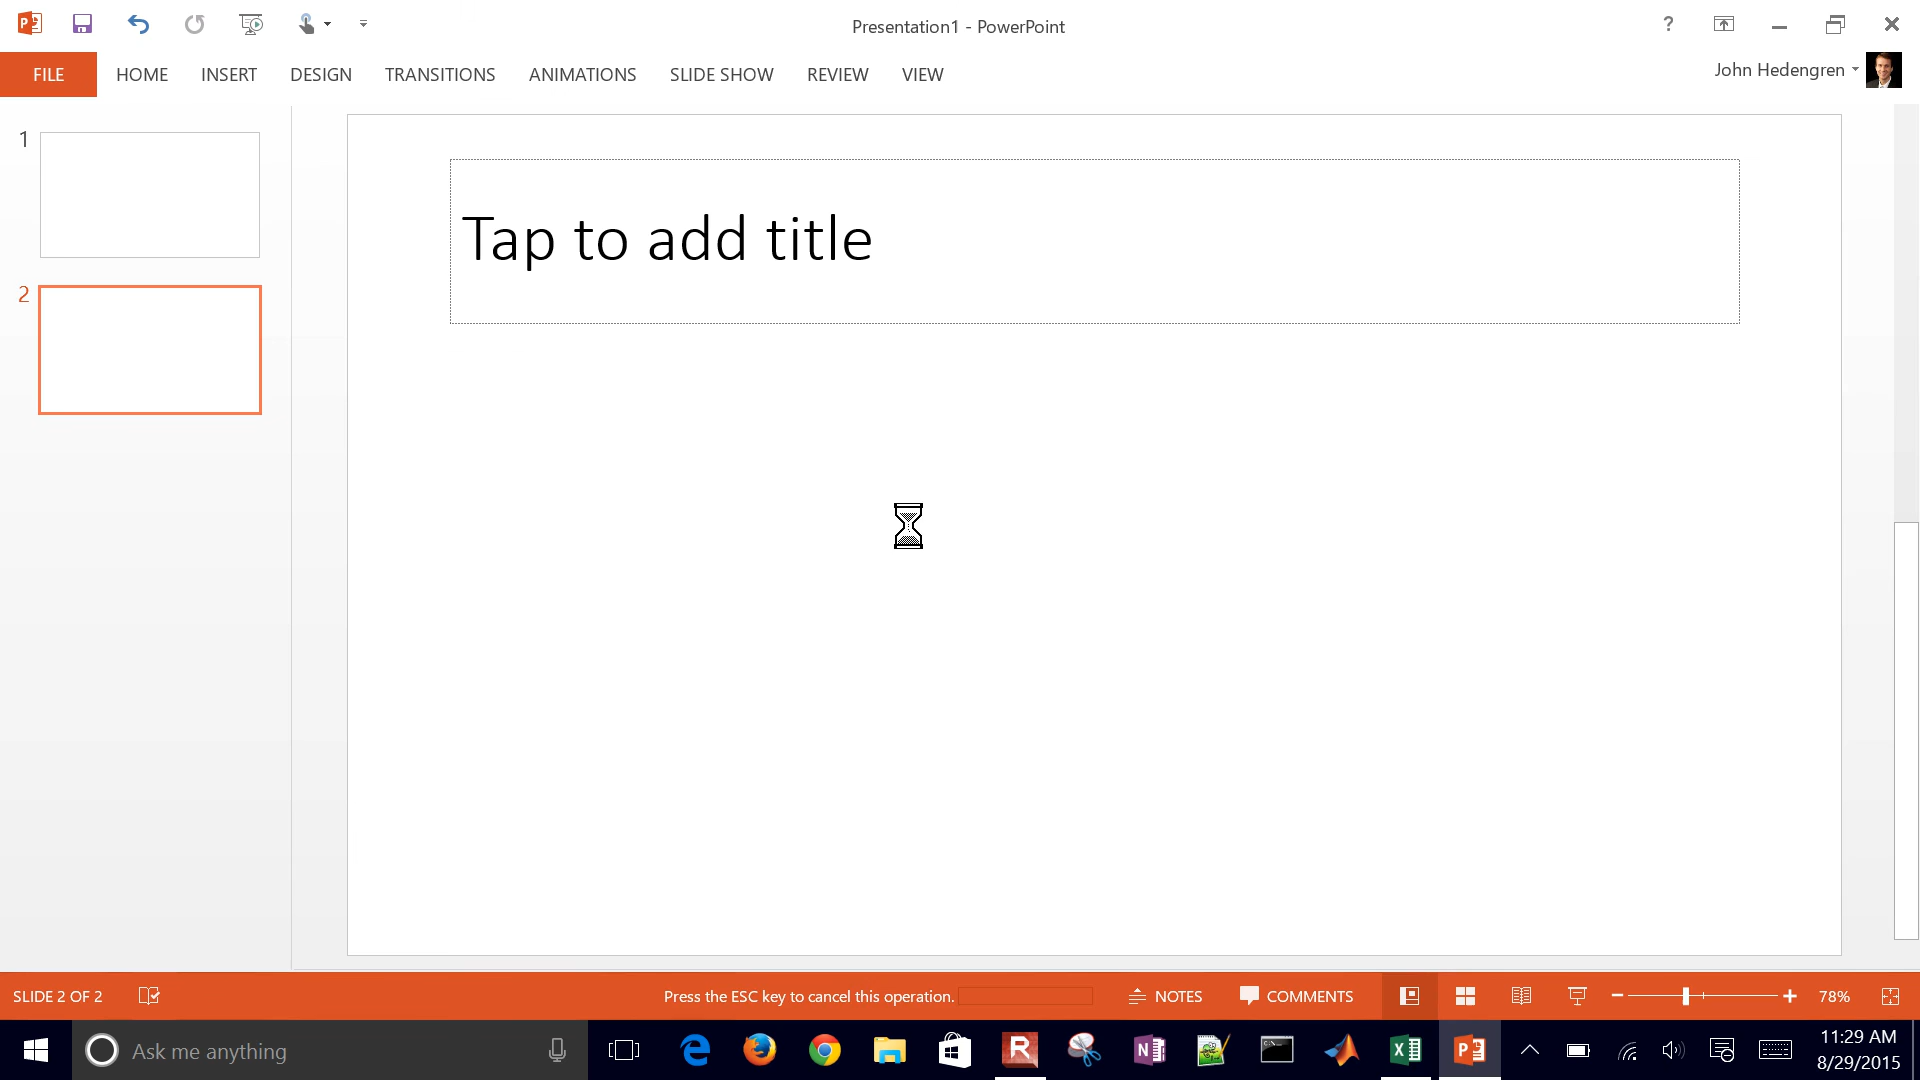 Presentation1 - PowerPoint
?
FILE HOME INSERT DESIGN TRANSITIONS ANIMATIONS SLIDE SHOW REVIEW VIEW
John Hedengren
1
2
Tap to add title
SLIDE 2 OF 2
Press the ESC key to cancel this operation.
NOTES
COMMENTS
78%
Ask me anything
11:29 AM
8/29/2015